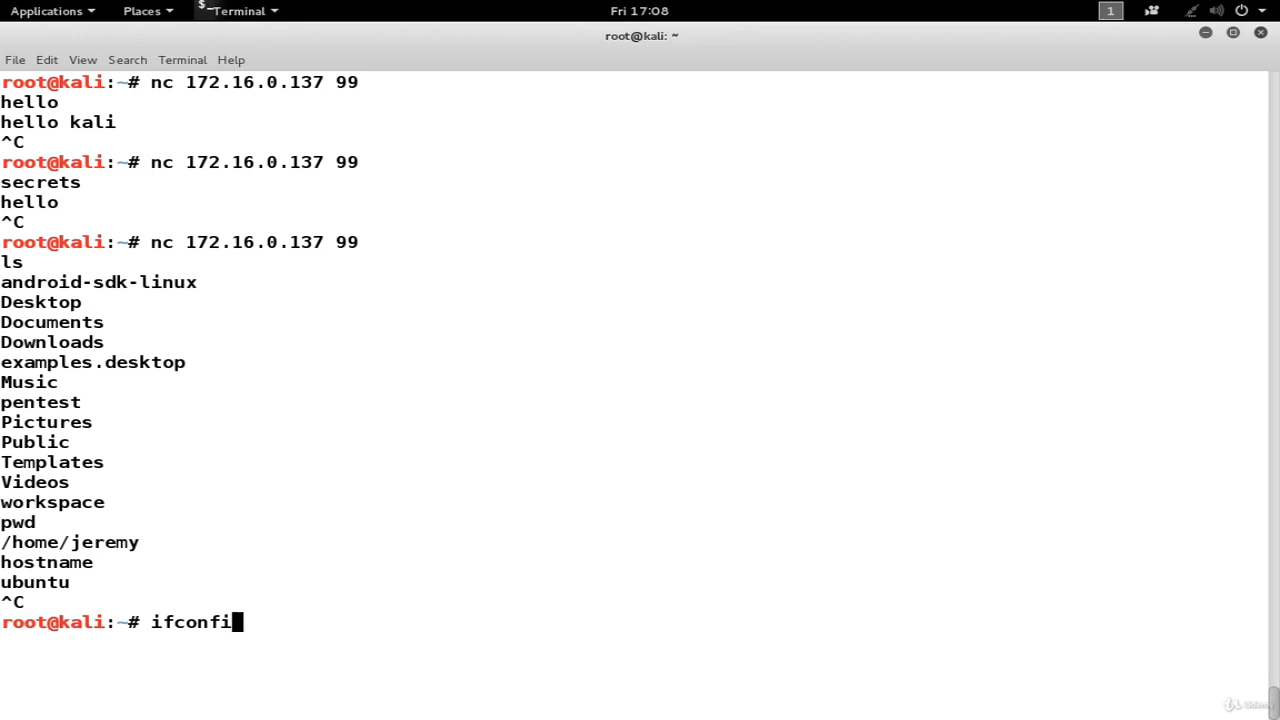 Applications Places Terminal Fri 17:08 1
root@kali: ~
File Edit View Search Terminal Help
root@kali:~# nc 172.16.0.137 99
hello
hello kali
^C
root@kali:~# nc 172.16.0.137 99
secrets
hello
^C
root@kali:~# nc 172.16.0.137 99
ls
android-sdk-linux
Desktop
Documents
Downloads
examples.desktop
Music
pentest
Pictures
Public
Templates
Videos
workspace
pwd
/home/jeremy
hostname
ubuntu
^C
root@kali:~# ifconfi
Udemy